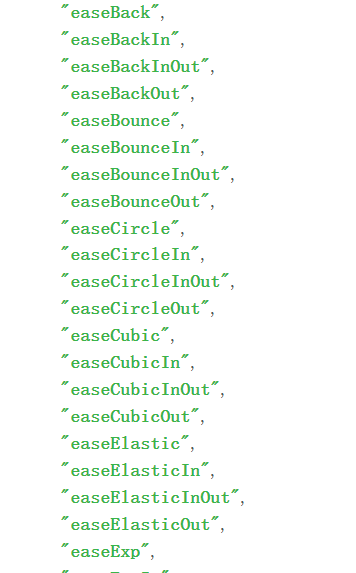 "easeBack",
"easeBackIn",
"easeBackInOut",
"easeBackOut",
"easeBounce",
"easeBounceIn",
"easeBounceInOut",
"easeBounceOut",
"easeCircle",
"easeCircleIn",
"easeCircleInOut",
"easeCircleOut",
"easeCubic",
"easeCubicIn",
"easeCubicInOut",
"easeCubicOut",
"easeElastic",
"easeElasticIn",
"easeElasticInOut",
"easeElasticOut",
"easeExp",